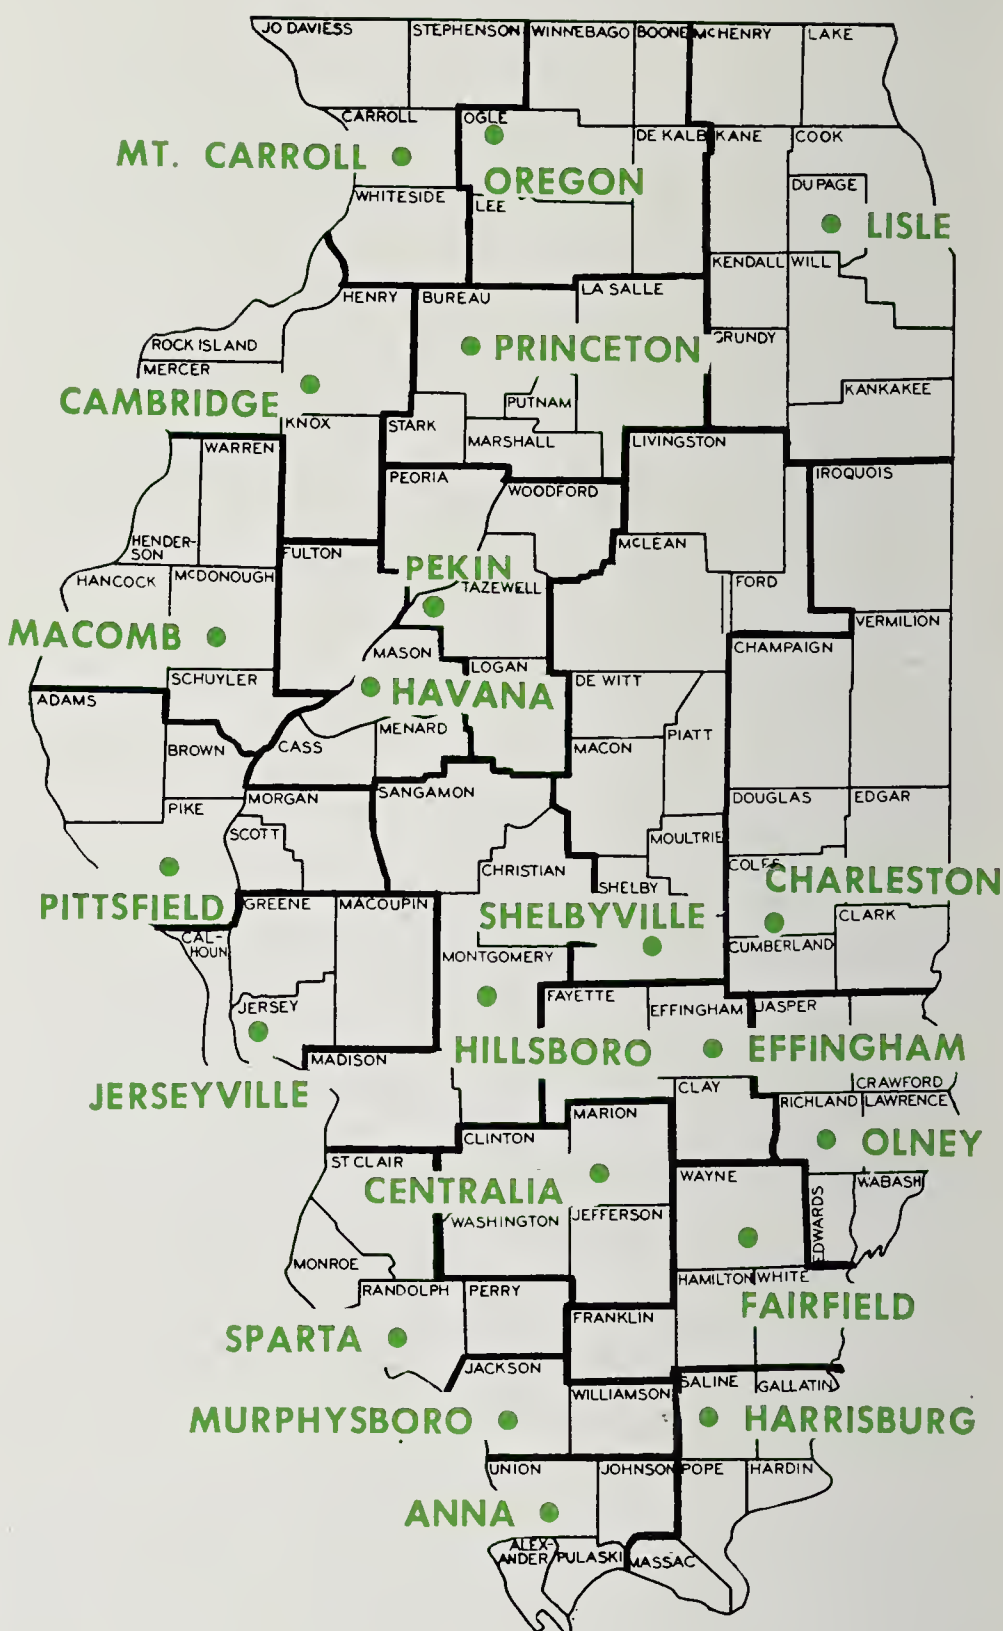 JO DAVIESS
STEPHENSON
WINNEBAGO
BOONE
MCHENRY
LAKE
CARROLL
OGLE
DE KALB
KANE
COOK
MT. CARROLL
OREGON
DU PAGE
WHITESIDE
LEE
LISLE
KENDALL
WILL
HENRY
BUREAU
LA SALLE
ROCK ISLAND
PRINCETON
GRUNDY
MERCER
KANKAKEE
CAMBRIDGE
PUTNAM
KNOX
STARK
MARSHALL
LIVINGSTON
WARREN
PEORIA
WOODFORD
IROQUOIS
HENDER-
SON
FULTON
MCLEAN
PEKIN
HANCOCK
MCDONOUGH
TAZEWELL
FORD
VERMILION
MACOMB
MASON
LOGAN
CHAMPAIGN
SCHUYLER
HAVANA
DE WITT
ADAMS
MENARD
PIATT
BROWN
CASS
MACON
SANGAMON
MORGAN
DOUGLAS
EDGAR
PIKE
SCOTT
MOULTRIE
CHRISTIAN
COLES
CHARLESTON
SHELBY
PITTSFIELD
GREENE
MACOUPIN
SHELBYVILLE
CLARK
CAL-
HOUN
CUMBERLAND
MONTGOMERY
FAYETTE
EFFINGHAM
JASPER
JERSEY
HILLSBORO
EFFINGHAM
MADISON
JERSEYVILLE
CLAY
CRAWFORD
RICHLAND
LAWRENCE
MARION
CLINTON
OLNEY
ST CLAIR
CENTRALIA
WAYNE
WABASH
EDWARDS
WASHINGTON
JEFFERSON
MONROE
HAMILTON
WHITE
RANDOLPH
PERRY
FAIRFIELD
FRANKLIN
SPARTA
JACKSON
SALINE
GALLATIN
WILLIAMSON
MURPHYSBORO
HARRISBURG
UNION
JOHNSON
POPE
HARDIN
ANNA
ALEX-
ANDER
PULASKI
MASSAC